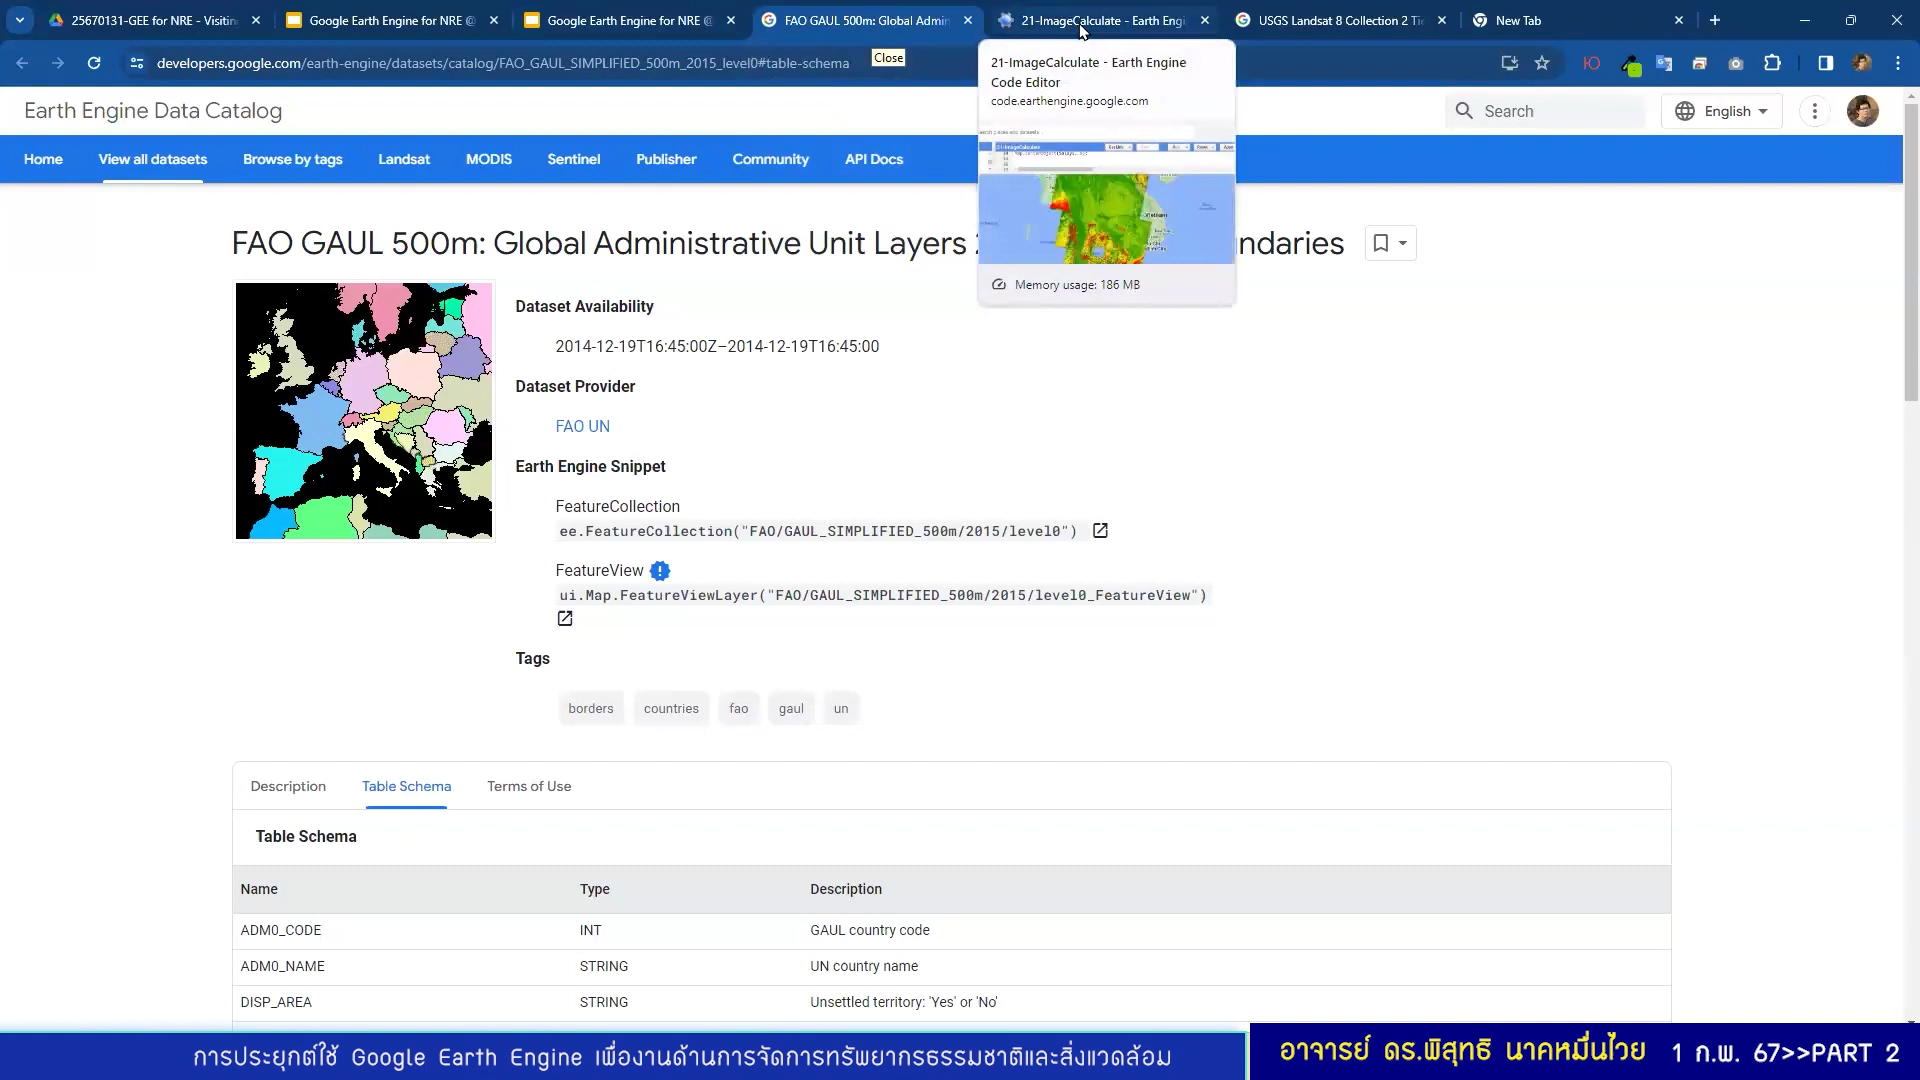 25670131-GEE for NRE - Visitin
Google Earth Engine for NRE @
Google Earth Engine for NRE @
FAO GAUL 500m: Global Admin
21-ImageCalculate - Earth Engi
USGS Landsat 8 Collection 2 Tie
New Tab
developers.google.com/earth-engine/datasets/catalog/FAO_GAUL_SIMPLIFIED_500m_2015_level0#table-schema
Close
21-ImageCalculate - Earth Engine
Code Editor
code.earthengine.google.com
Memory usage: 186 MB
Earth Engine Data Catalog
Search
English
Home
View all datasets
Browse by tags
Landsat
MODIS
Sentinel
Publisher
Community
API Docs
FAO GAUL 500m: Global Administrative Unit Layers
ndaries
Dataset Availability
2014-12-19T16:45:00Z–2014-12-19T16:45:00
Dataset Provider
FAO UN
Earth Engine Snippet
FeatureCollection
ee.FeatureCollection("FAO/GAUL_SIMPLIFIED_500m/2015/level0")
FeatureView
ui.Map.FeatureViewLayer("FAO/GAUL_SIMPLIFIED_500m/2015/level0_FeatureView")
Tags
borders
countries
fao
gaul
un
Description
Table Schema
Terms of Use
Table Schema
Name Type Description
ADM0_CODE INT GAUL country code
ADM0_NAME STRING UN country name
DISP_AREA STRING Unsettled territory: 'Yes' or 'No'
การประยุกต์ใช้ Google Earth Engine เพื่องานด้านการจัดการทรัพยากรธรรมชาติและสิ่งแวดล้อม
อาจารย์ ดร.พิสุทธิ นาคหมื่นไวย 1 ก.พ. 67>>PART 2